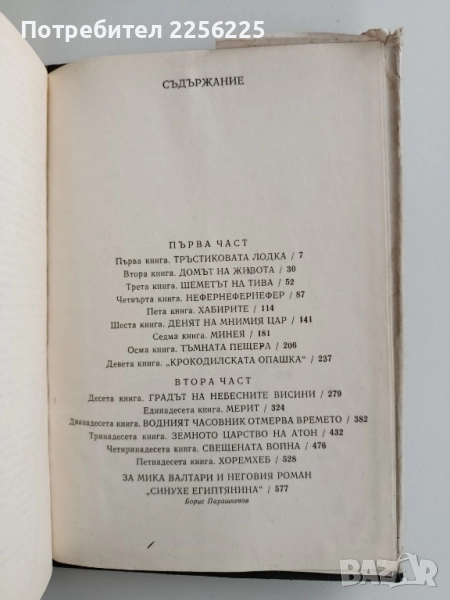 Потребител 2256225
СЪДЪРЖАНИЕ
ПЪРВА ЧАСТ
Първа книга. ТРЪСТИКОВАТА ЛОДКА / 7
Втора книга. ДОМЪТ НА ЖИВОТА / 30
Трета книга. ШЕМЕТЪТ НА ТИВА / 52
Четвърта книга. НЕФЕРНЕФЕРНЕФЕР / 87
Пета книга. ХАБИРИТЕ / 114
Шеста книга. ДЕНЯТ НА МНИМИЯ ЦАР / 141
Седма книга. МИНЕЯ / 181
Осма книга. ТЪМНАТА ПЕЩЕРА / 206
Девета книга. „КРОКОДИЛСКАТА ОПАШКА“ / 237
ВТОРА ЧАСТ
Десета книга. ГРАДЪТ НА НЕБЕСНИТЕ ВИСИНИ / 279
Единадесета книга. МЕРИТ / 324
Дванадесета книга. ВОДНИЯТ ЧАСОВНИК ОТМЕРВА ВРЕМЕТО / 382
Тринадесета книга. ЗЕМНОТО ЦАРСТВО НА АТОН / 432
Четиринадесета книга. СВЕЩЕНАТА ВОЙНА / 476
Петнадесета книга. ХОРЕМХЕБ / 528
ЗА МИКА ВАЛТАРИ И НЕГОВИЯ РОМАН
„СИНУХЕ ЕГИПТЯНИНА“ / 577
Борис Парашкевов
bazar